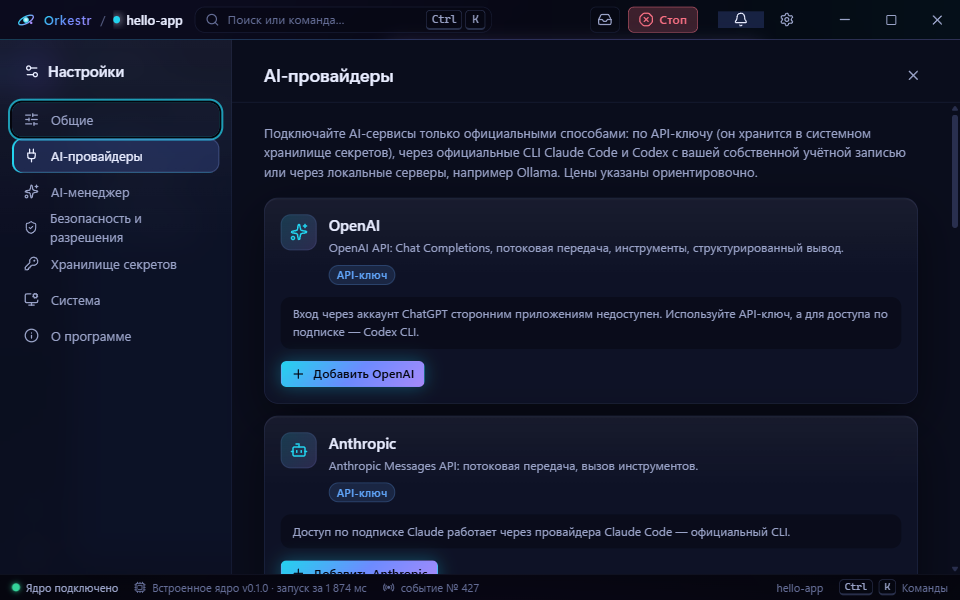 Orkestr / hello-app
Поиск или команда...
Ctrl K
Стоп
Настройки
Общие
AI-провайдеры
AI-менеджер
Безопасность и
разрешения
Хранилище секретов
Система
О программе
AI-провайдеры
Подключайте AI-сервисы только официальными способами: по API-ключу (он хранится в системном
хранилище секретов), через официальные CLI Claude Code и Codex с вашей собственной учётной записью
или через локальные серверы, например Ollama. Цены указаны ориентировочно.
OpenAI
OpenAI API: Chat Completions, потоковая передача, инструменты, структурированный вывод.
API-ключ
Вход через аккаунт ChatGPT сторонним приложениям недоступен. Используйте API-ключ, а для доступа по
подписке — Codex CLI.
Добавить OpenAI
Anthropic
Anthropic Messages API: потоковая передача, вызов инструментов.
API-ключ
Доступ по подписке Claude работает через провайдера Claude Code — официальный CLI.
Добавить Anthropic
Ядро подключено
Встроенное ядро v0.1.0 · запуск за 1 874 мс
событие № 427
hello-app
Ctrl K Команды